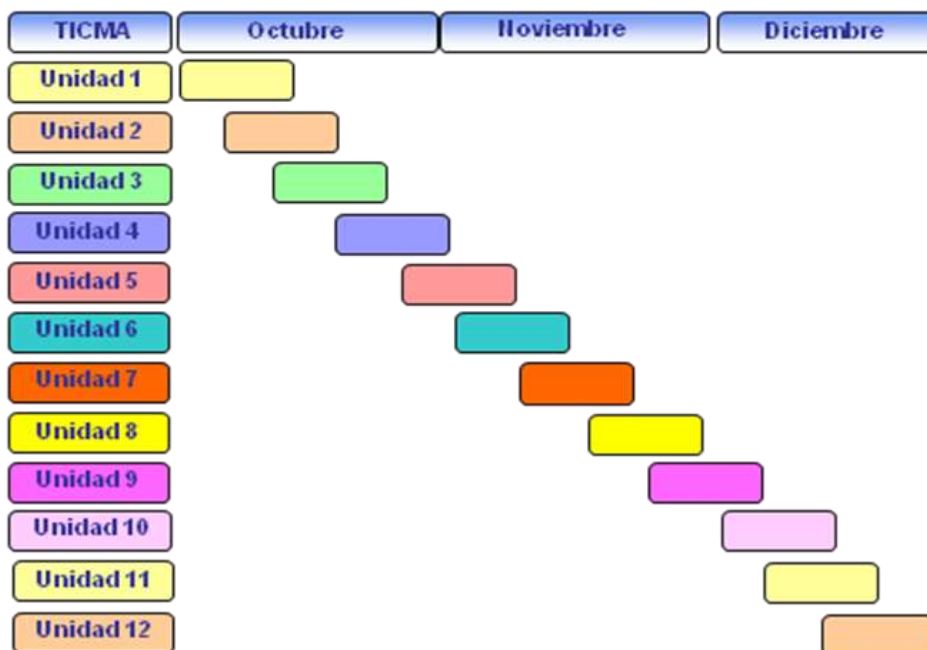 TICMA Octubre Noviembre Diciembre
Unidad 1
Unidad 2
Unidad 3
Unidad 4
Unidad 5
Unidad 6
Unidad 7
Unidad 8
Unidad 9
Unidad 10
Unidad 11
Unidad 12